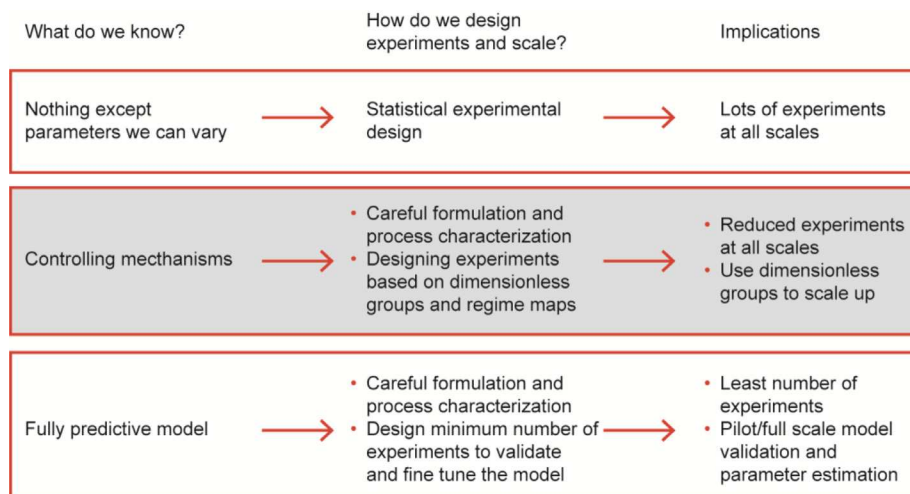 What do we know?
How do we design
experiments and scale?
Implications
Nothing except
parameters we can vary
Statistical experimental
design
Lots of experiments
at all scales
Controlling mecthanisms
• Careful formulation and
process characterization
• Designing experiments
based on dimensionless
groups and regime maps
• Reduced experiments
at all scales
• Use dimensionless
groups to scale up
Fully predictive model
• Careful formulation and
process characterization
• Design minimum number of
experiments to validate
and fine tune the model
• Least number of
experiments
• Pilot/full scale model
validation and
parameter estimation